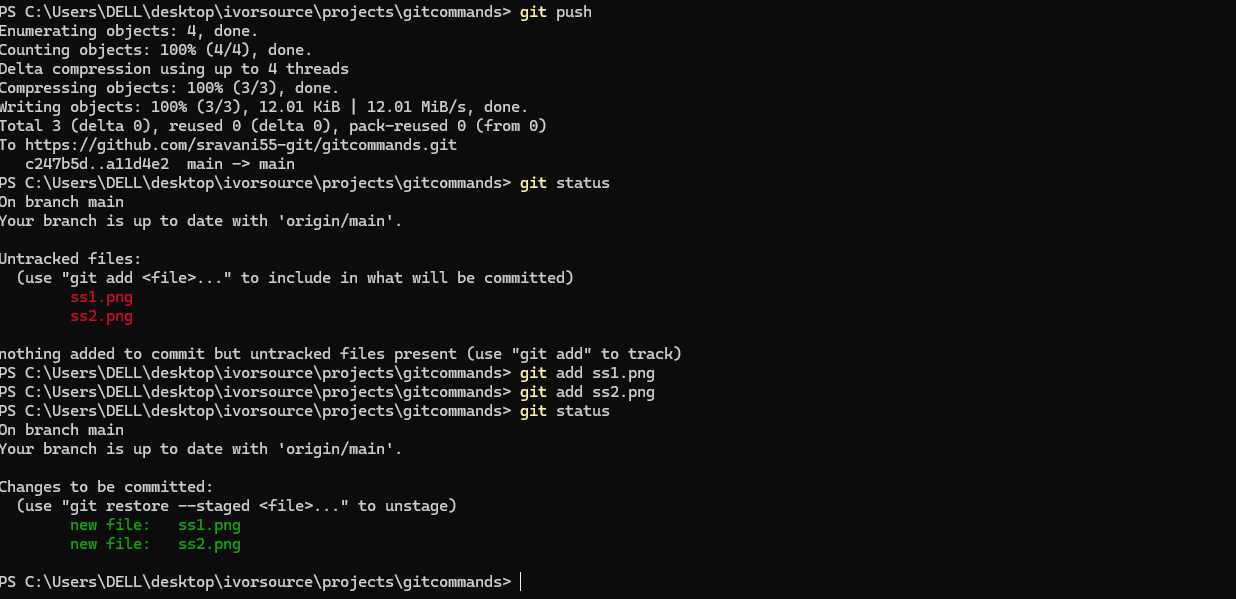 PS C:\Users\DELL\desktop\ivorsource\projects\gitcommands> git push
Enumerating objects: 4, done.
Counting objects: 100% (4/4), done.
Delta compression using up to 4 threads
Compressing objects: 100% (3/3), done.
Writing objects: 100% (3/3), 12.01 KiB | 12.01 MiB/s, done.
Total 3 (delta 0), reused 0 (delta 0), pack-reused 0 (from 0)
To https://github.com/sravani55-git/gitcommands.git
   c247b5d..a11d4e2  main -> main
PS C:\Users\DELL\desktop\ivorsource\projects\gitcommands> git status
On branch main
Your branch is up to date with 'origin/main'.

Untracked files:
  (use "git add <file>..." to include in what will be committed)
        ss1.png
        ss2.png

nothing added to commit but untracked files present (use "git add" to track)
PS C:\Users\DELL\desktop\ivorsource\projects\gitcommands> git add ss1.png
PS C:\Users\DELL\desktop\ivorsource\projects\gitcommands> git add ss2.png
PS C:\Users\DELL\desktop\ivorsource\projects\gitcommands> git status
On branch main
Your branch is up to date with 'origin/main'.

Changes to be committed:
  (use "git restore --staged <file>..." to unstage)
        new file:   ss1.png
        new file:   ss2.png

PS C:\Users\DELL\desktop\ivorsource\projects\gitcommands>